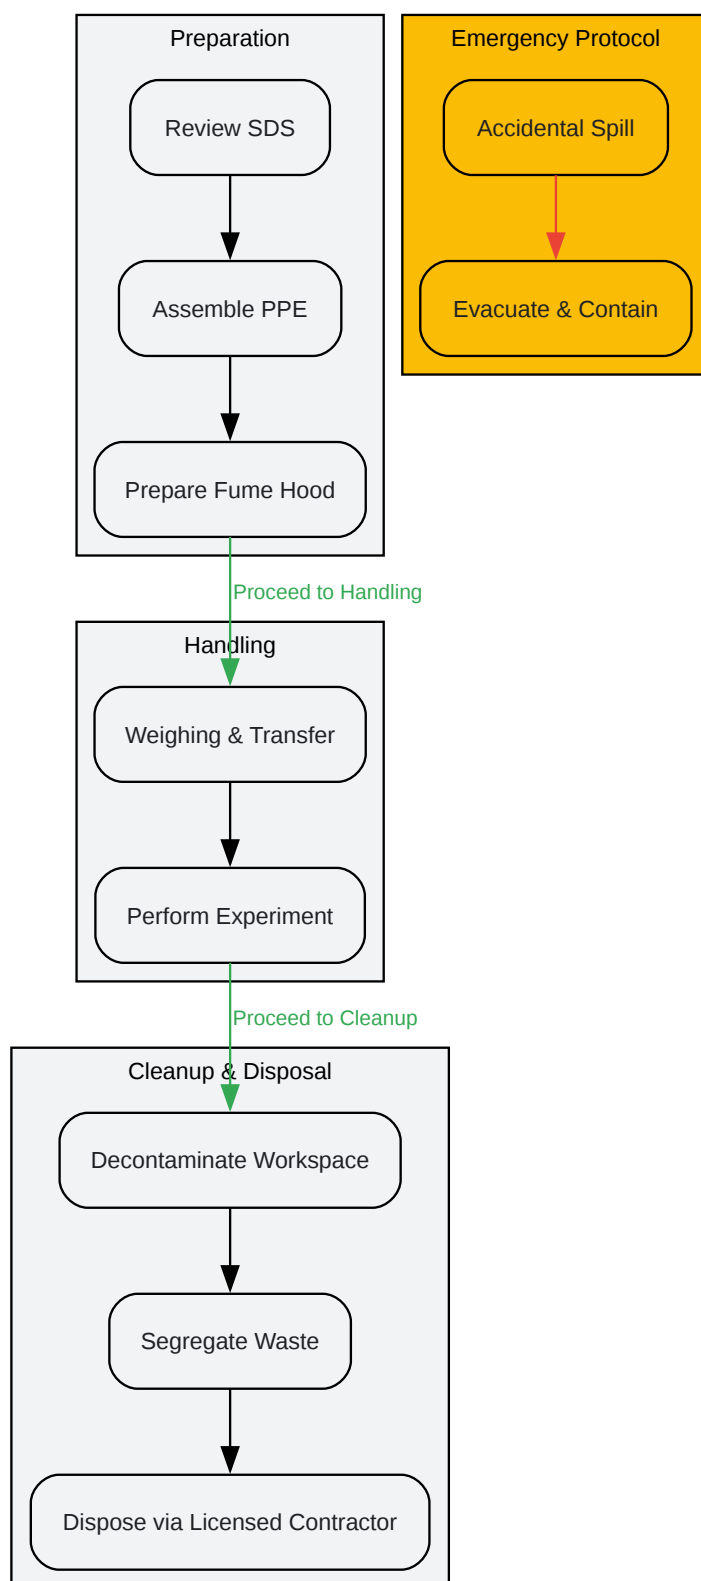 Preparation
Review SDS
Assemble PPE
Prepare Fume Hood
Emergency Protocol
Accidental Spill
Evacuate & Contain
Proceed to Handling
Handling
Weighing & Transfer
Perform Experiment
Proceed to Cleanup
Cleanup & Disposal
Decontaminate Workspace
Segregate Waste
Dispose via Licensed Contractor